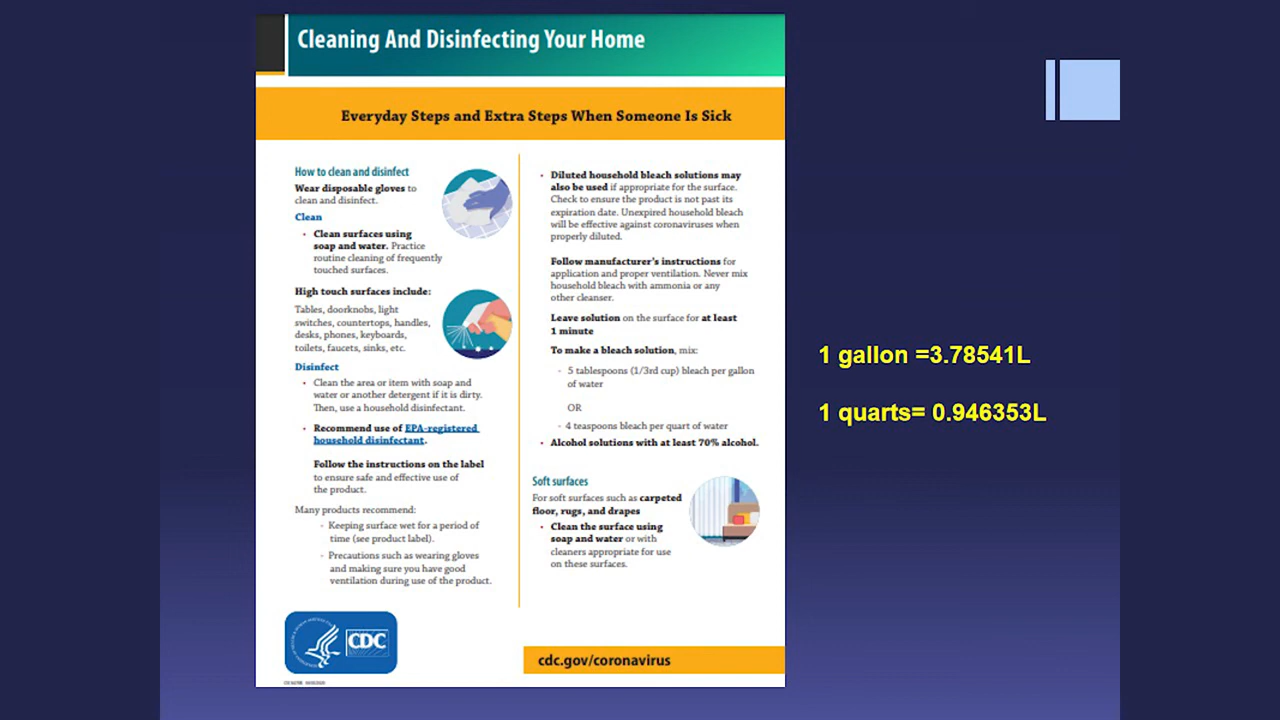 Cleaning And Disinfecting Your Home
Everyday Steps and Extra Steps When Someone Is Sick
How to clean and disinfect
Wear disposable gloves to
clean and disinfect.
Clean
• Clean surfaces using
soap and water. Practice
routine cleaning of frequently
touched surfaces.
High touch surfaces include:
Tables, doorknobs, light
switches, countertops, handles,
desks, phones, keyboards,
toilets, faucets, sinks, etc.
Disinfect
• Clean the area or item with soap and
water or another detergent if it is dirty.
Then, use a household disinfectant.
• Recommend use of EPA-registered
household disinfectant.
Follow the instructions on the label
to ensure safe and effective use of
the product.
Many products recommend:
• Keeping surface wet for a period of
time (see product label).
• Precautions such as wearing gloves
and making sure you have good
ventilation during use of the product.
• Diluted household bleach solutions may
also be used if appropriate for the surface.
Check to ensure the product is not past its
expiration date. Unexpired household bleach
will be effective against coronaviruses when
properly diluted.
Follow manufacturer's instructions for
application and proper ventilation. Never mix
household bleach with ammonia or any
other cleanser.
Leave solution on the surface for at least
1 minute
To make a bleach solution, mix:
- 5 tablespoons (1/3rd cup) bleach per gallon
of water
OR
- 4 teaspoons bleach per quart of water
• Alcohol solutions with at least 70% alcohol.
Soft surfaces
For soft surfaces such as carpeted
floor, rugs, and drapes
• Clean the surface using
soap and water or with
cleaners appropriate for use
on these surfaces.
CDC
cdc.gov/coronavirus
1 gallon =3.78541L
1 quarts= 0.946353L